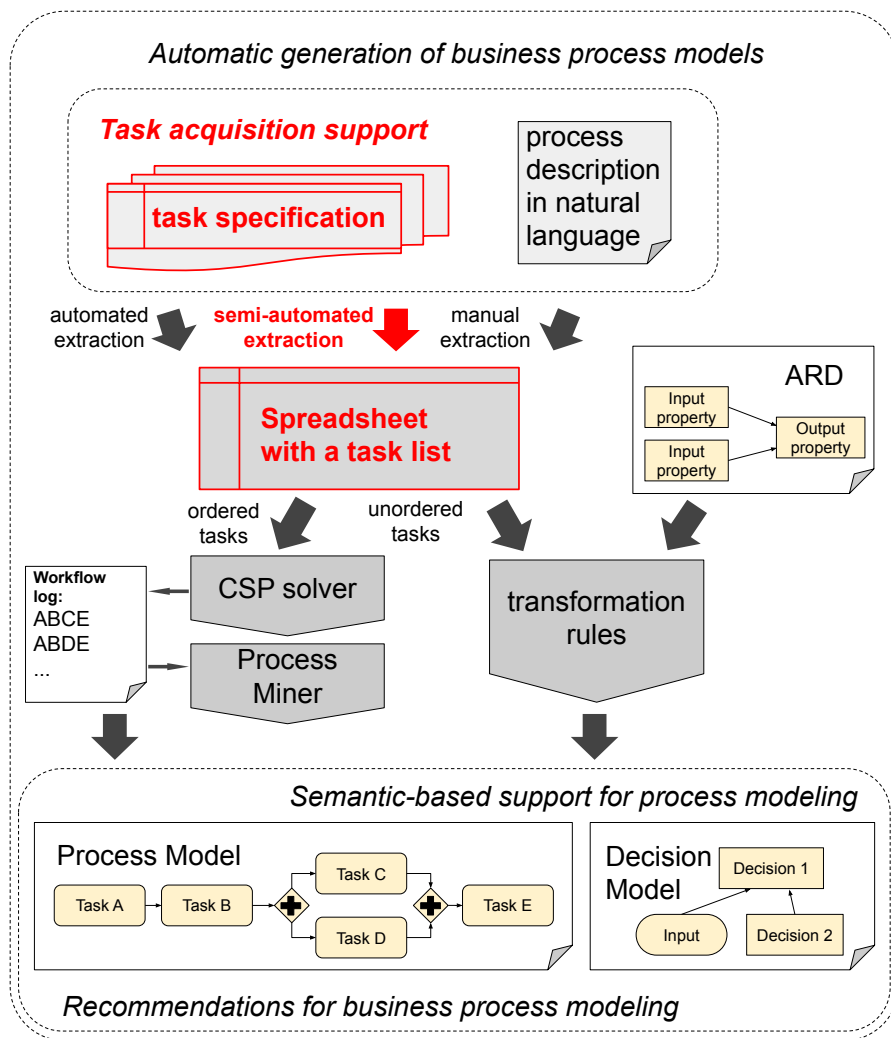 Automatic generation of business process models
Task acquisition support
task specification
process
description
in natural
language
automated
extraction
semi-automated
extraction
manual
extraction
Spreadsheet
with a task list
ARD
Input
property
Input
property
Output
property
ordered
tasks
unordered
tasks
Workflow
log:
ABCE
ABDE
...
CSP solver
Process
Miner
transformation
rules
Semantic-based support for process modeling
Process Model
Task A
Task B
Task C
Task D
Task E
Decision
Model
Decision 1
Input
Decision 2
Recommendations for business process modeling